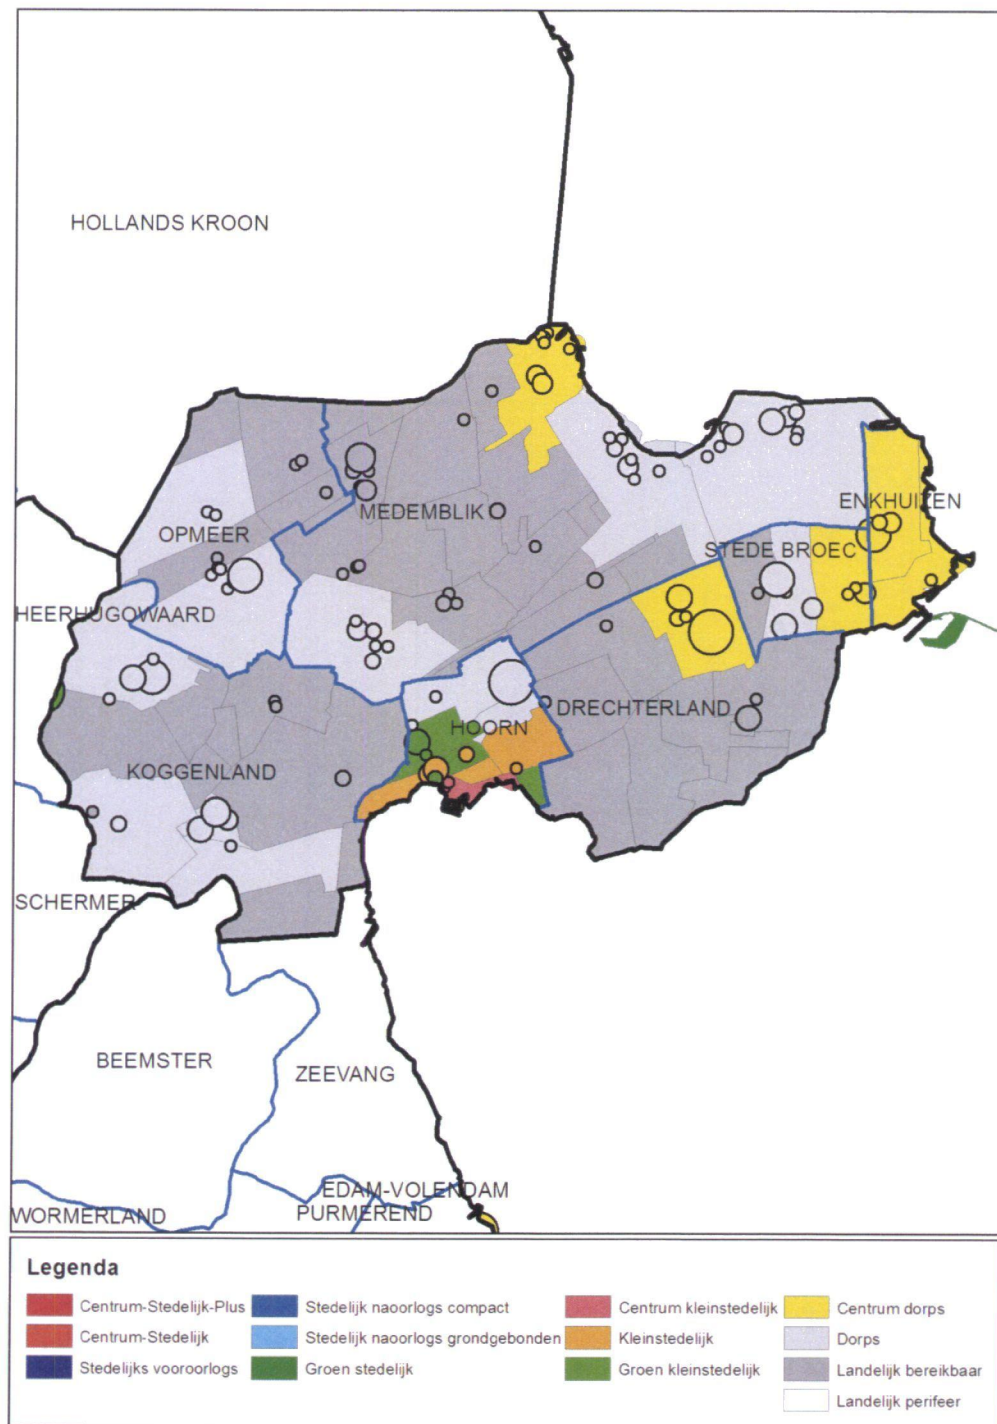 HOLLANDS KROON
ENKHUIZEN
MEDEMBLIK
OPMEER
STEDE BROEC
HEERHUGOWAARD
DRECHTERLAND
HOORN
KOGGENLAND
SCHERMER
BEEMSTER
ZEEVANG
EDAM-VOLENDAM
WORMERLAND
PURMEREND
Legenda
Centrum-Stedelijk-Plus
Centrum-Stedelijk
Stedelijks vooroorlogs
Stedelijk naoorlogs compact
Stedelijk naoorlogs grondgebonden
Groen stedelijk
Centrum kleinstedelijk
Kleinstedelijk
Groen kleinstedelijk
Centrum dorps
Dorps
Landelijk bereikbaar
Landelijk perifeer